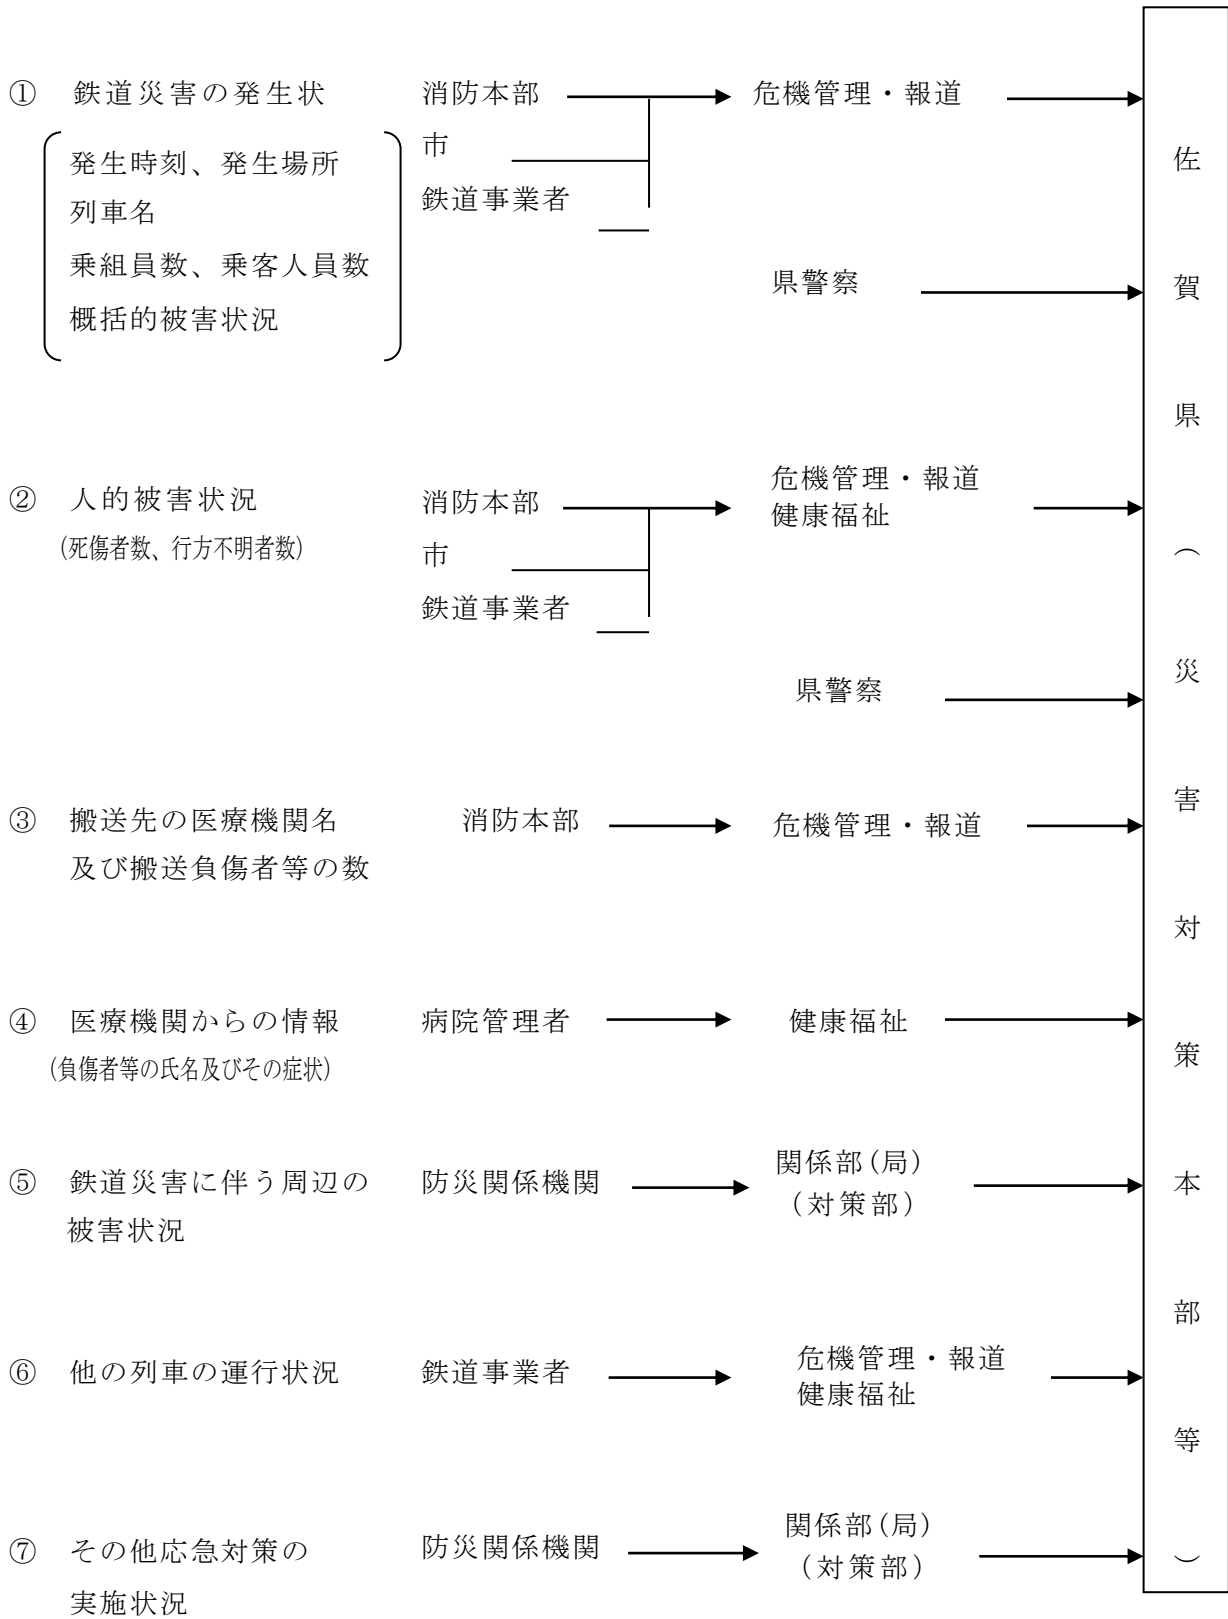 ① 鉄道災害の発生状
発生時刻、発生場所
列車名
乗組員数、乗客人員数
概括的被害状況
消防本部
市
鉄道事業者
危機管理・報道
県警察
② 人的被害状況
(死傷者数、行方不明者数)
消防本部
市
鉄道事業者
危機管理・報道
健康福祉
県警察
③ 搬送先の医療機関名
及び搬送負傷者等の数
消防本部
危機管理・報道
④ 医療機関からの情報
(負傷者等の氏名及びその症状)
病院管理者
健康福祉
⑤ 鉄道災害に伴う周辺の
被害状況
防災関係機関
関係部(局)
(対策部)
⑥ 他の列車の運行状況
鉄道事業者
危機管理・報道
健康福祉
⑦ その他応急対策の
実施状況
防災関係機関
関係部(局)
(対策部)
佐賀県(災害対策本部等)